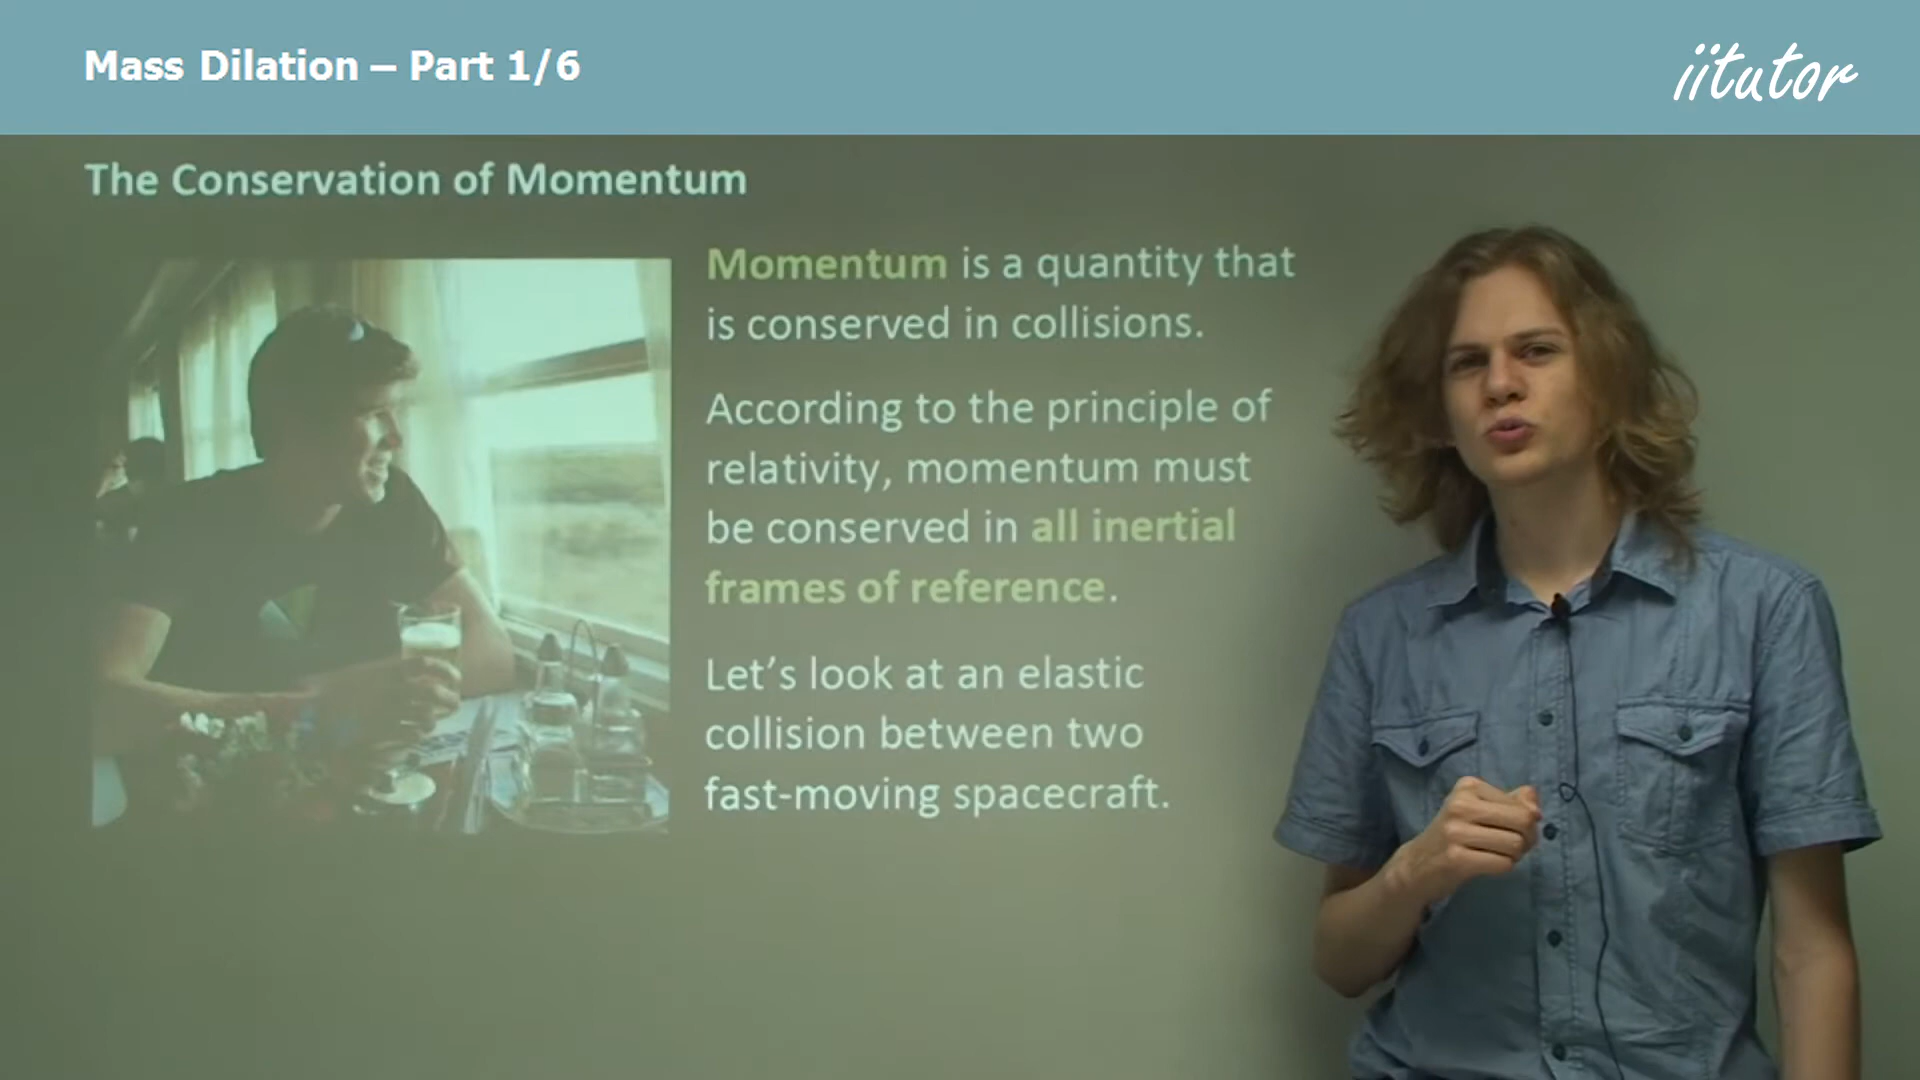 Mass Dilation – Part 1/6
iitutor
The Conservation of Momentum
Momentum is a quantity that
is conserved in collisions.
According to the principle of
relativity, momentum must
be conserved in all inertial
frames of reference.
Let’s look at an elastic
collision between two
fast-moving spacecraft.